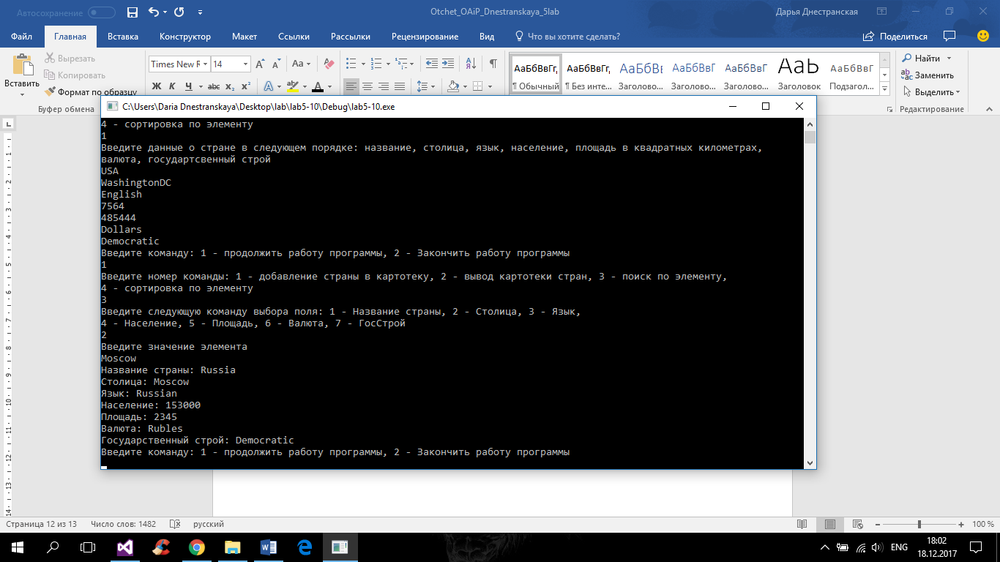 Автосохранение
Otchet_OAiP_Dnestranskaya_5lab
Дарья Днестранская
Файл Главная Вставка Конструктор Макет Ссылки Рассылки Рецензирование Вид Что вы хотите сделать? Поделиться
Вставить
Вырезать
Копировать
Формат по образцу
Буфер обмена
Times New R 14
Aa
Ж К Ч abc x₂ x²
АаБбВвГг, АаБбВвГг, АаБбВв АаБбВвГ АаБбВвГ АаЬ АаБбВвГ
¶ Обычный ¶ Без инте... Заголово... Заголово... Заголово... Заголовок Подзагол...
Найти
Заменить
Выделить
Редактирование
C:\Users\Daria Dnestranskaya\Desktop\lab\lab5-10\Debug\lab5-10.exe
4 - сортировка по элементу
1
Введите данные о стране в следующем порядке: название, столица, язык, население, площадь в квадратных километрах,
валюта, государтсвенный строй
USA
WashingtonDC
English
7564
485444
Dollars
Democratic
Введите команду: 1 - продолжить работу программы, 2 - Закончить работу программы
1
Введите номер команды: 1 - добавление страны в картотеку, 2 - вывод картотеки стран, 3 - поиск по элементу,
4 - сортировка по элементу
3
Введите следующую команду выбора поля: 1 - Название страны, 2 - Столица, 3 - Язык,
4 - Население, 5 - Площадь, 6 - Валюта, 7 - ГосСтрой
2
Введите значение элемента
Moscow
Название страны: Russia
Столица: Moscow
Язык: Russian
Население: 153000
Площадь: 2345
Валюта: Rubles
Государственный строй: Democratic
Введите команду: 1 - продолжить работу программы, 2 - Закончить работу программы
Страница 12 из 13 Число слов: 1482 русский 100 %
ENG
18:02
18.12.2017